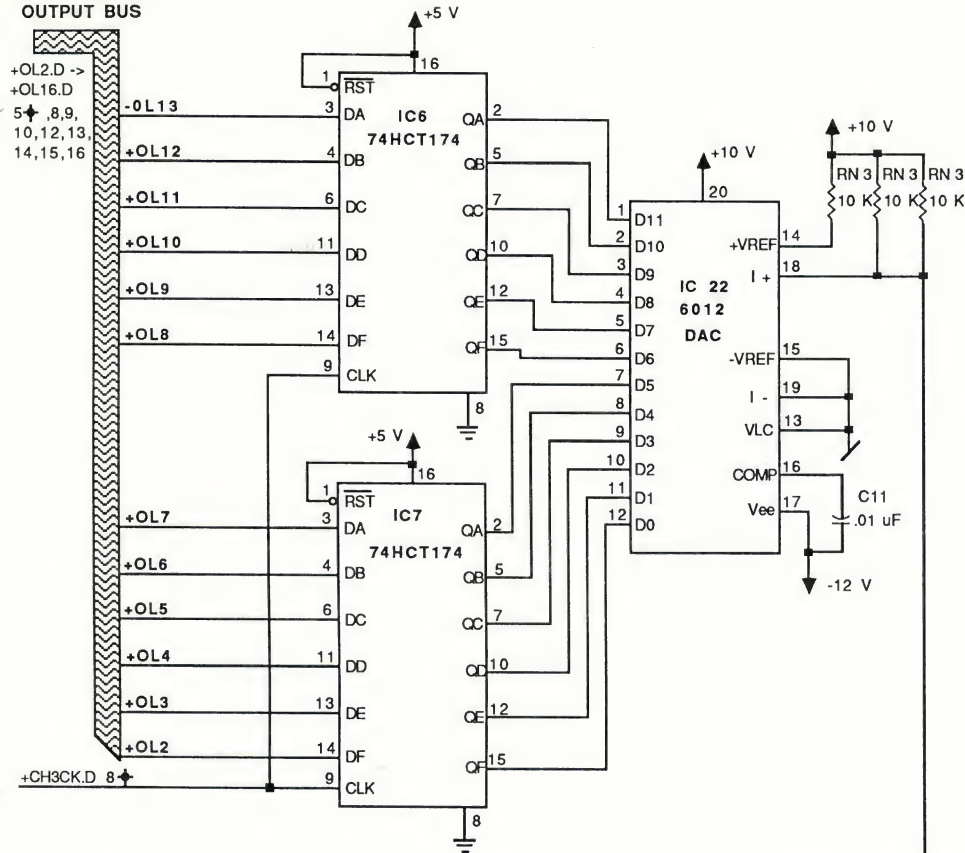 OUTPUT BUS
+OL2.D ->
+OL16.D
5 ,8,9,
10,12,13,
14,15,16
+5 V
16
1
RST
IC6
74HCT174
-0L13 3 DA
QA 2
+OL12 4 DB
QB 5
+OL11 6 DC
QC 7
+OL10 11 DD
QD 10
+OL9 13 DE
QE 12
+OL8 14 DF
QF 15
9 CLK
8
+5 V
16
1
RST
IC7
74HCT174
+OL7 3 DA
QA 2
+OL6 4 DB
QB 5
+OL5 6 DC
QC 7
+OL4 11 DD
QD 10
+OL3 13 DE
QE 12
+OL2 14 DF
QF 15
+CH3CK.D 8
9 CLK
8
+10 V
20
IC 22
6012
DAC
1 D11
2 D10
3 D9
4 D8
5 D7
6 D6
7 D5
8 D4
9 D3
10 D2
11 D1
12 D0
+VREF 14
I + 18
-VREF 15
I - 19
VLC 13
COMP 16
Vee 17
+10 V
RN 3 RN 3 RN 3
10 K 10 K 10 K
C11
.01 uF
-12 V